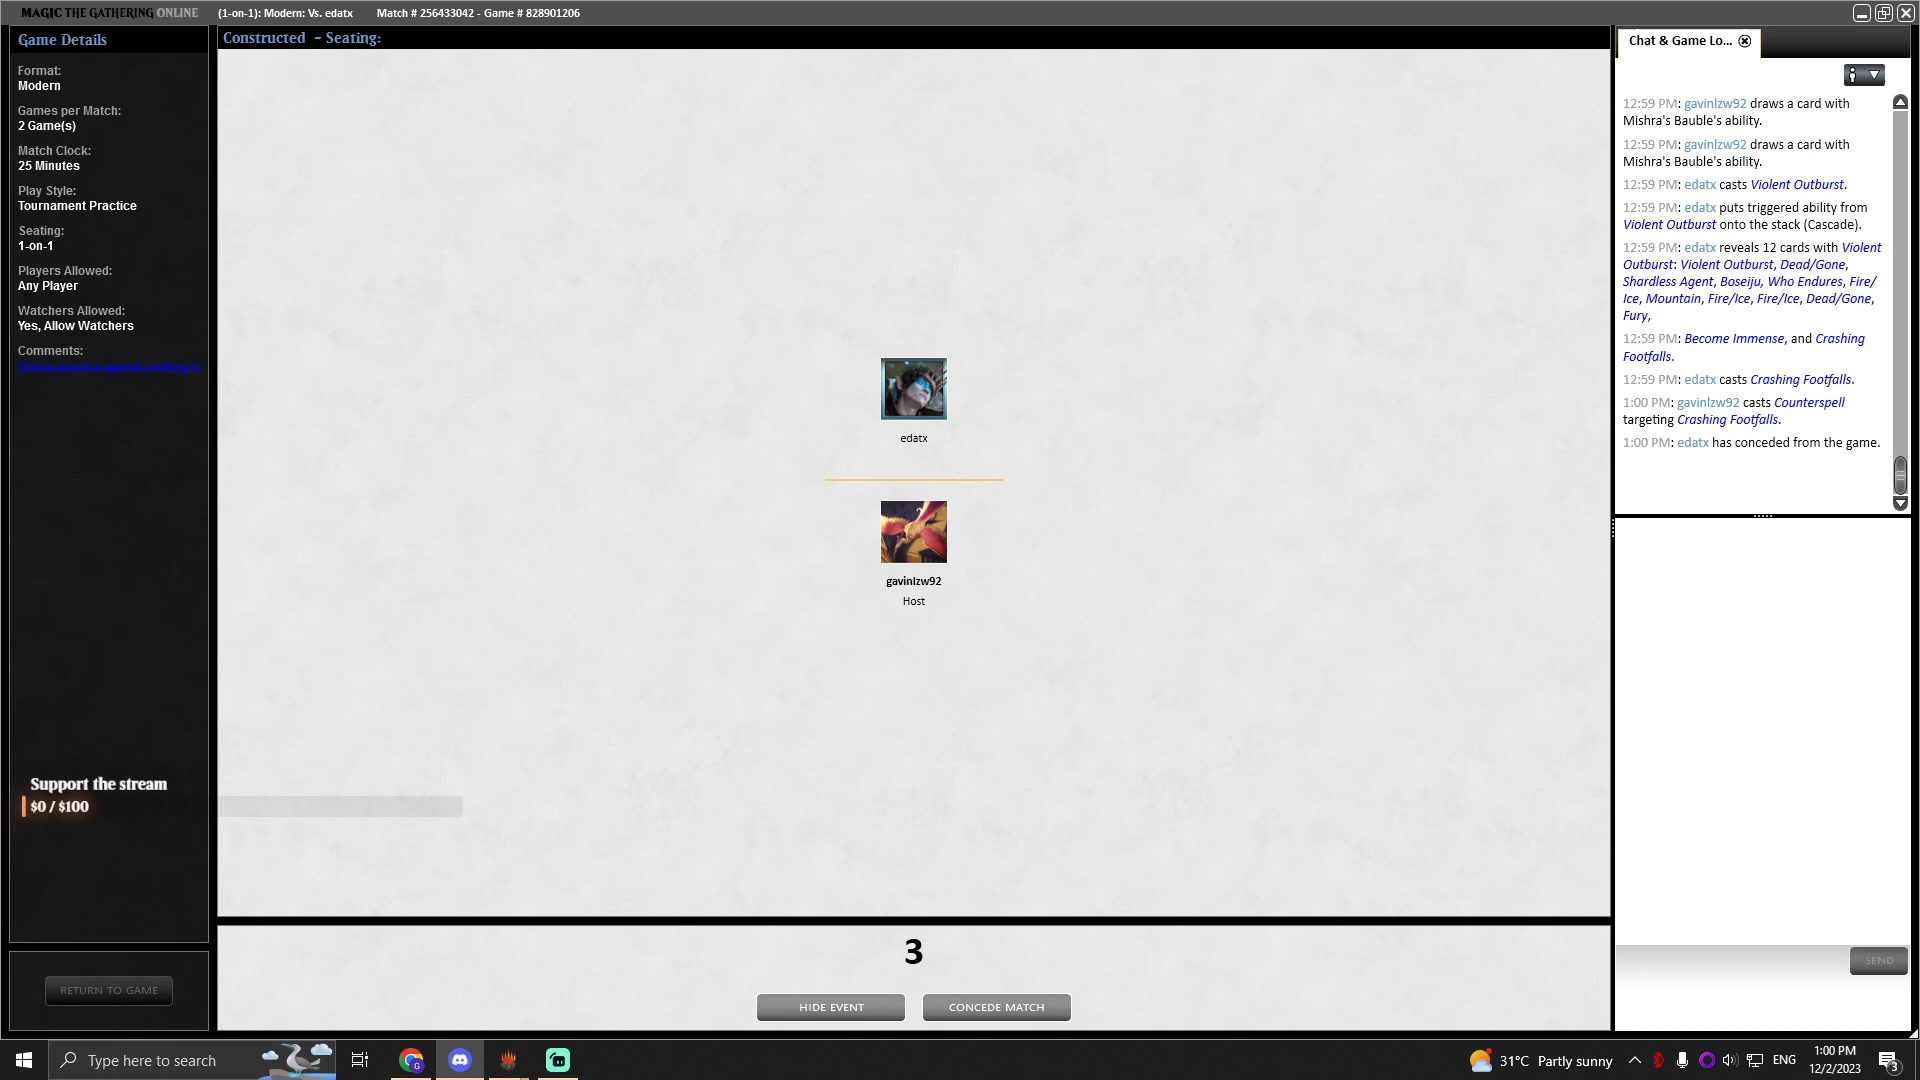 MAGIC THE GATHERING ONLINE
(1-on-1): Modern: Vs. edatx
Match # 256433042 - Game # 828901206
Game Details
Format:
Modern
Games per Match:
2 Game(s)
Match Clock:
25 Minutes
Play Style:
Tournament Practice
Seating:
1-on-1
Players Allowed:
Any Player
Watchers Allowed:
Yes, Allow Watchers
Comments:
Support the stream
$0 / $100
RETURN TO GAME
Constructed - Seating:
edatx
gavinlzw92
Host
3
HIDE EVENT
CONCEDE MATCH
Chat & Game Lo...
12:59 PM: gavinlzw92 draws a card with
Mishra's Bauble's ability.
12:59 PM: gavinlzw92 draws a card with
Mishra's Bauble's ability.
12:59 PM: edatx casts Violent Outburst.
12:59 PM: edatx puts triggered ability from
Violent Outburst onto the stack (Cascade).
12:59 PM: edatx reveals 12 cards with Violent
Outburst: Violent Outburst, Dead/Gone,
Shardless Agent, Boseiju, Who Endures, Fire/
Ice, Mountain, Fire/Ice, Fire/Ice, Dead/Gone,
Fury,
12:59 PM: Become Immense, and Crashing
Footfalls.
12:59 PM: edatx casts Crashing Footfalls.
1:00 PM: gavinlzw92 casts Counterspell
targeting Crashing Footfalls.
1:00 PM: edatx has conceded from the game.
SEND
Type here to search
31°C Partly sunny
ENG
1:00 PM
12/2/2023
3